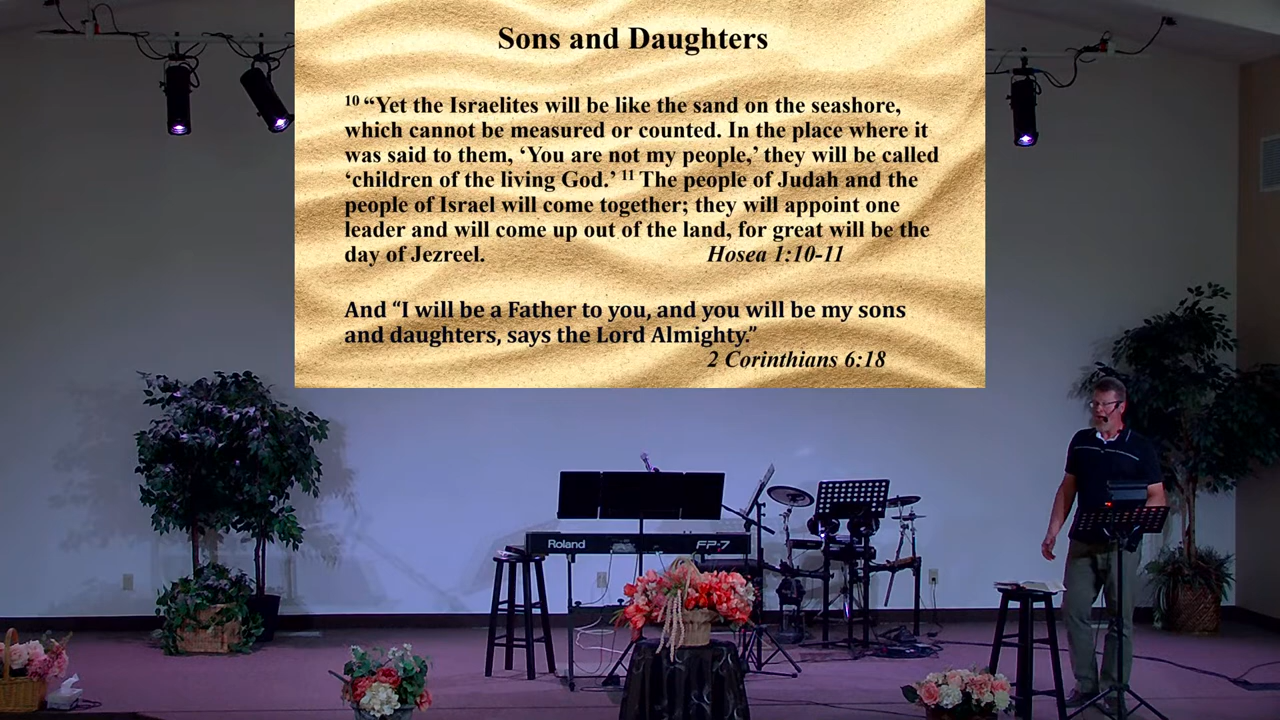 Sons and Daughters
10 “Yet the Israelites will be like the sand on the seashore,
which cannot be measured or counted. In the place where it
was said to them, ‘You are not my people,’ they will be called
‘children of the living God.’ 11 The people of Judah and the
people of Israel will come together; they will appoint one
leader and will come up out of the land, for great will be the
day of Jezreel. Hosea 1:10-11
And “I will be a Father to you, and you will be my sons
and daughters, says the Lord Almighty.”
2 Corinthians 6:18
Roland FP-7